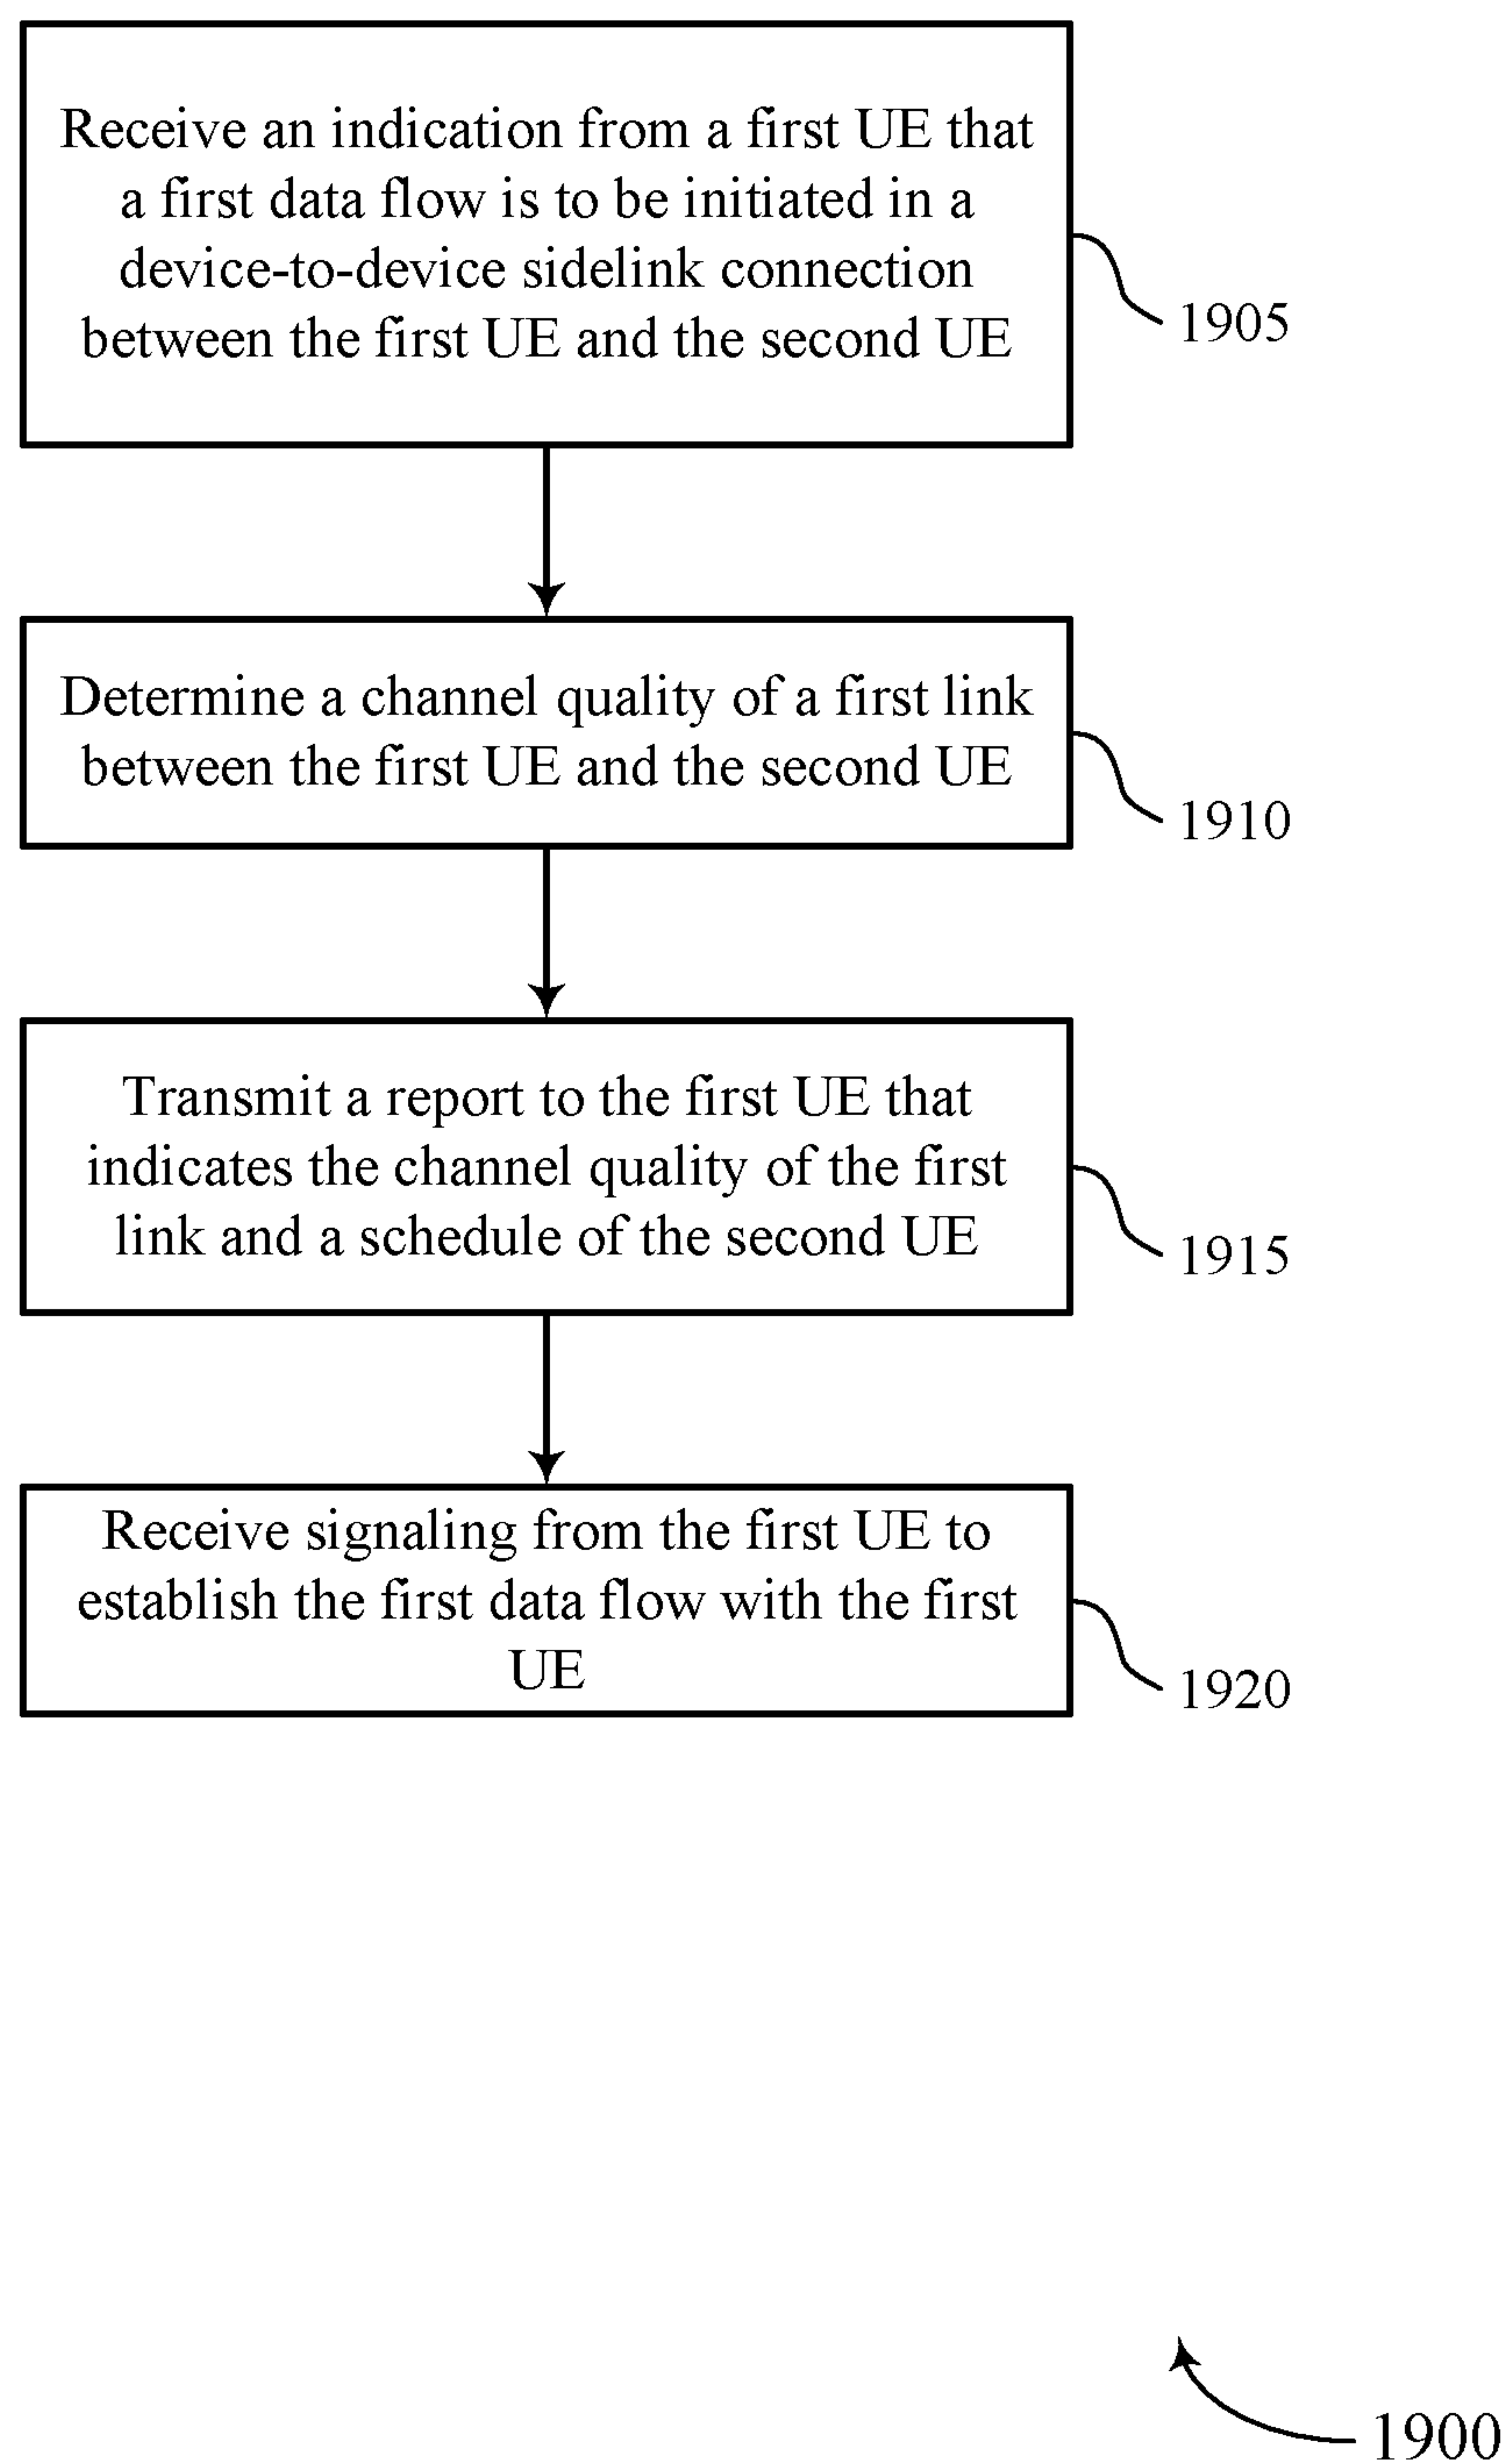 Receive an indication from a first UE that
a first data flow is to be initiated in a
device-to-device sidelink connection
between the first UE and the second UE
1905
Determine a channel quality of a first link
between the first UE and the second UE
1910
Transmit a report to the first UE that
indicates the channel quality of the first
link and a schedule of the second UE
1915
Receive signaling from the first UE to
establish the first data flow with the first
UE
1920
1900